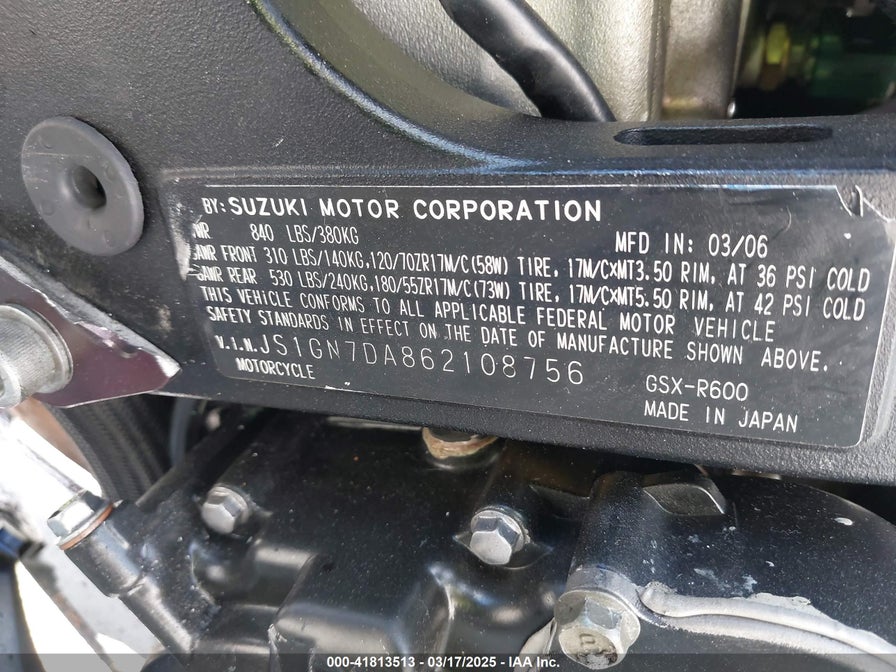 BY: SUZUKI MOTOR CORPORATION
WR 840 LBS/380KG MFD IN: 03/06
GAWR FRONT 310 LBS/140KG,120/70ZR17M/C(58W) TIRE, 17M/C×MT3.50 RIM, AT 36 PSI COLD
GAWR REAR 530 LBS/240KG,180/55ZR17M/C(73W) TIRE, 17M/C×MT5.50 RIM, AT 42 PSI COLD
THIS VEHICLE CONFORMS TO ALL APPLICABLE FEDERAL MOTOR VEHICLE
SAFETY STANDARDS IN EFFECT ON THE DATE OF MANUFACTURE SHOWN ABOVE.
V.I.N. JS1GN7DA862108756
MOTORCYCLE GSX-R600
MADE IN JAPAN
000-41813513 — 03/17/2025 — IAA Inc.